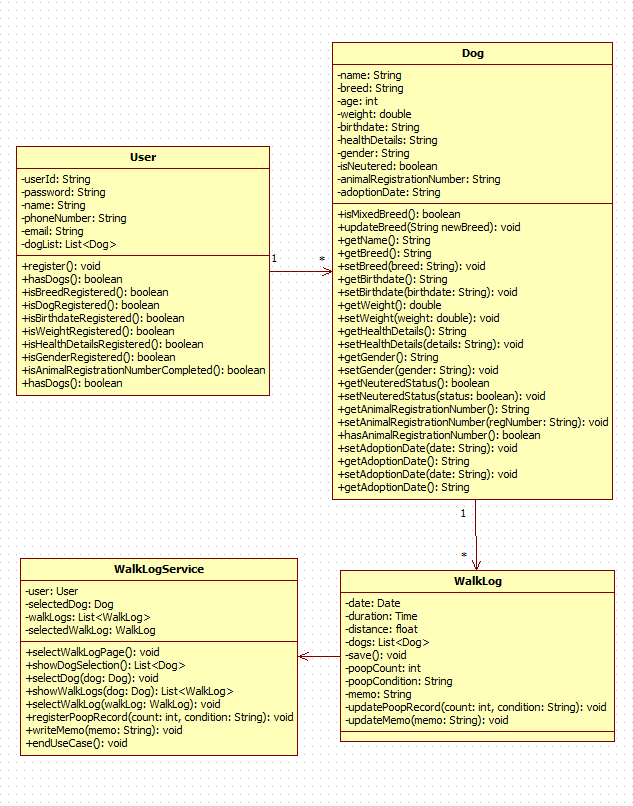 User
-userId: String
-password: String
-name: String
-phoneNumber: String
-email: String
-dogList: List<Dog>
+register(): void
+hasDogs(): boolean
+isBreedRegistered(): boolean
+isDogRegistered(): boolean
+isBirthdateRegistered(): boolean
+isWeightRegistered(): boolean
+isHealthDetailsRegistered(): boolean
+isGenderRegistered(): boolean
+isAnimalRegistrationNumberCompleted(): boolean
+hasDogs(): boolean
1
*
Dog
-name: String
-breed: String
-age: int
-weight: double
-birthdate: String
-healthDetails: String
-gender: String
-isNeutered: boolean
-animalRegistrationNumber: String
-adoptionDate: String
+isMixedBreed(): boolean
+updateBreed(String newBreed): void
+getName(): String
+getBreed(): String
+setBreed(breed: String): void
+getBirthdate(): String
+setBirthdate(birthdate: String): void
+getWeight(): double
+setWeight(weight: double): void
+getHealthDetails(): String
+setHealthDetails(details: String): void
+getGender(): String
+setGender(gender: String): void
+getNeuteredStatus(): boolean
+setNeuteredStatus(status: boolean): void
+getAnimalRegistrationNumber(): String
+setAnimalRegistrationNumber(regNumber: String): void
+hasAnimalRegistrationNumber(): boolean
+setAdoptionDate(date: String): void
+getAdoptionDate(): String
+setAdoptionDate(date: String): void
+getAdoptionDate(): String
1
*
WalkLogService
-user: User
-selectedDog: Dog
-walkLogs: List<WalkLog>
-selectedWalkLog: WalkLog
+selectWalkLogPage(): void
+showDogSelection(): List<Dog>
+selectDog(dog: Dog): void
+showWalkLogs(dog: Dog): List<WalkLog>
+selectWalkLog(walkLog: WalkLog): void
+registerPoopRecord(count: int, condition: String): void
+writeMemo(memo: String): void
+endUseCase(): void
WalkLog
-date: Date
-duration: Time
-distance: float
-dogs: List<Dog>
-save(): void
-poopCount: int
-poopCondition: String
-memo: String
-updatePoopRecord(count: int, condition: String): void
-updateMemo(memo: String): void